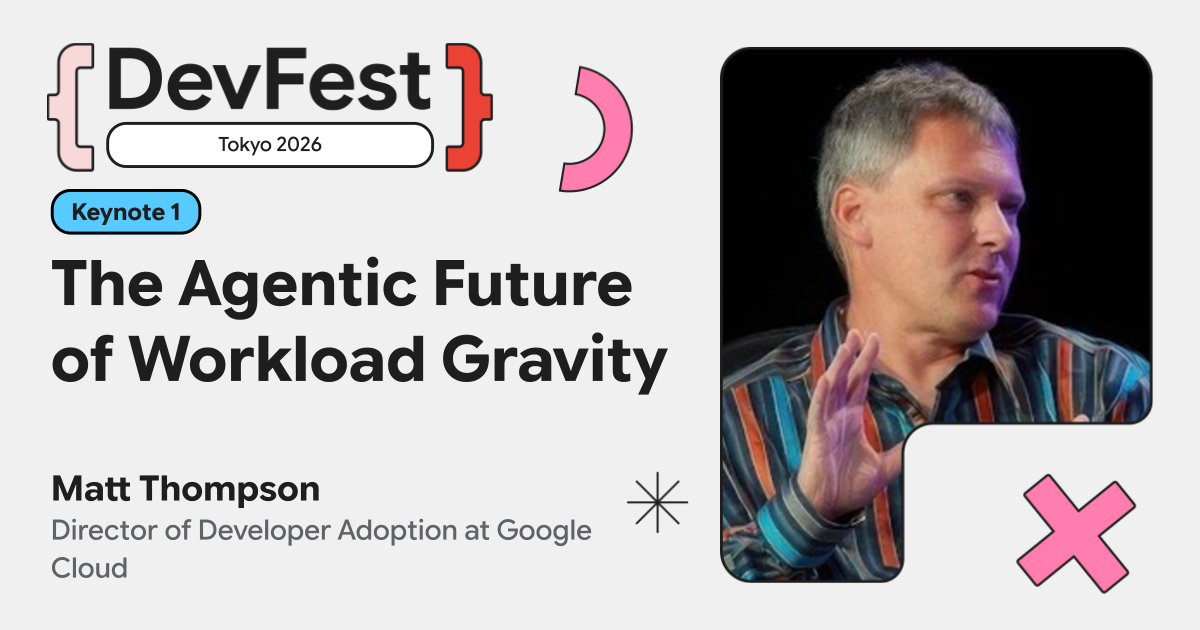 DevFest
Tokyo 2026
Keynote 1
The Agentic Future
of Workload Gravity
Matt Thompson
Director of Developer Adoption at Google
Cloud